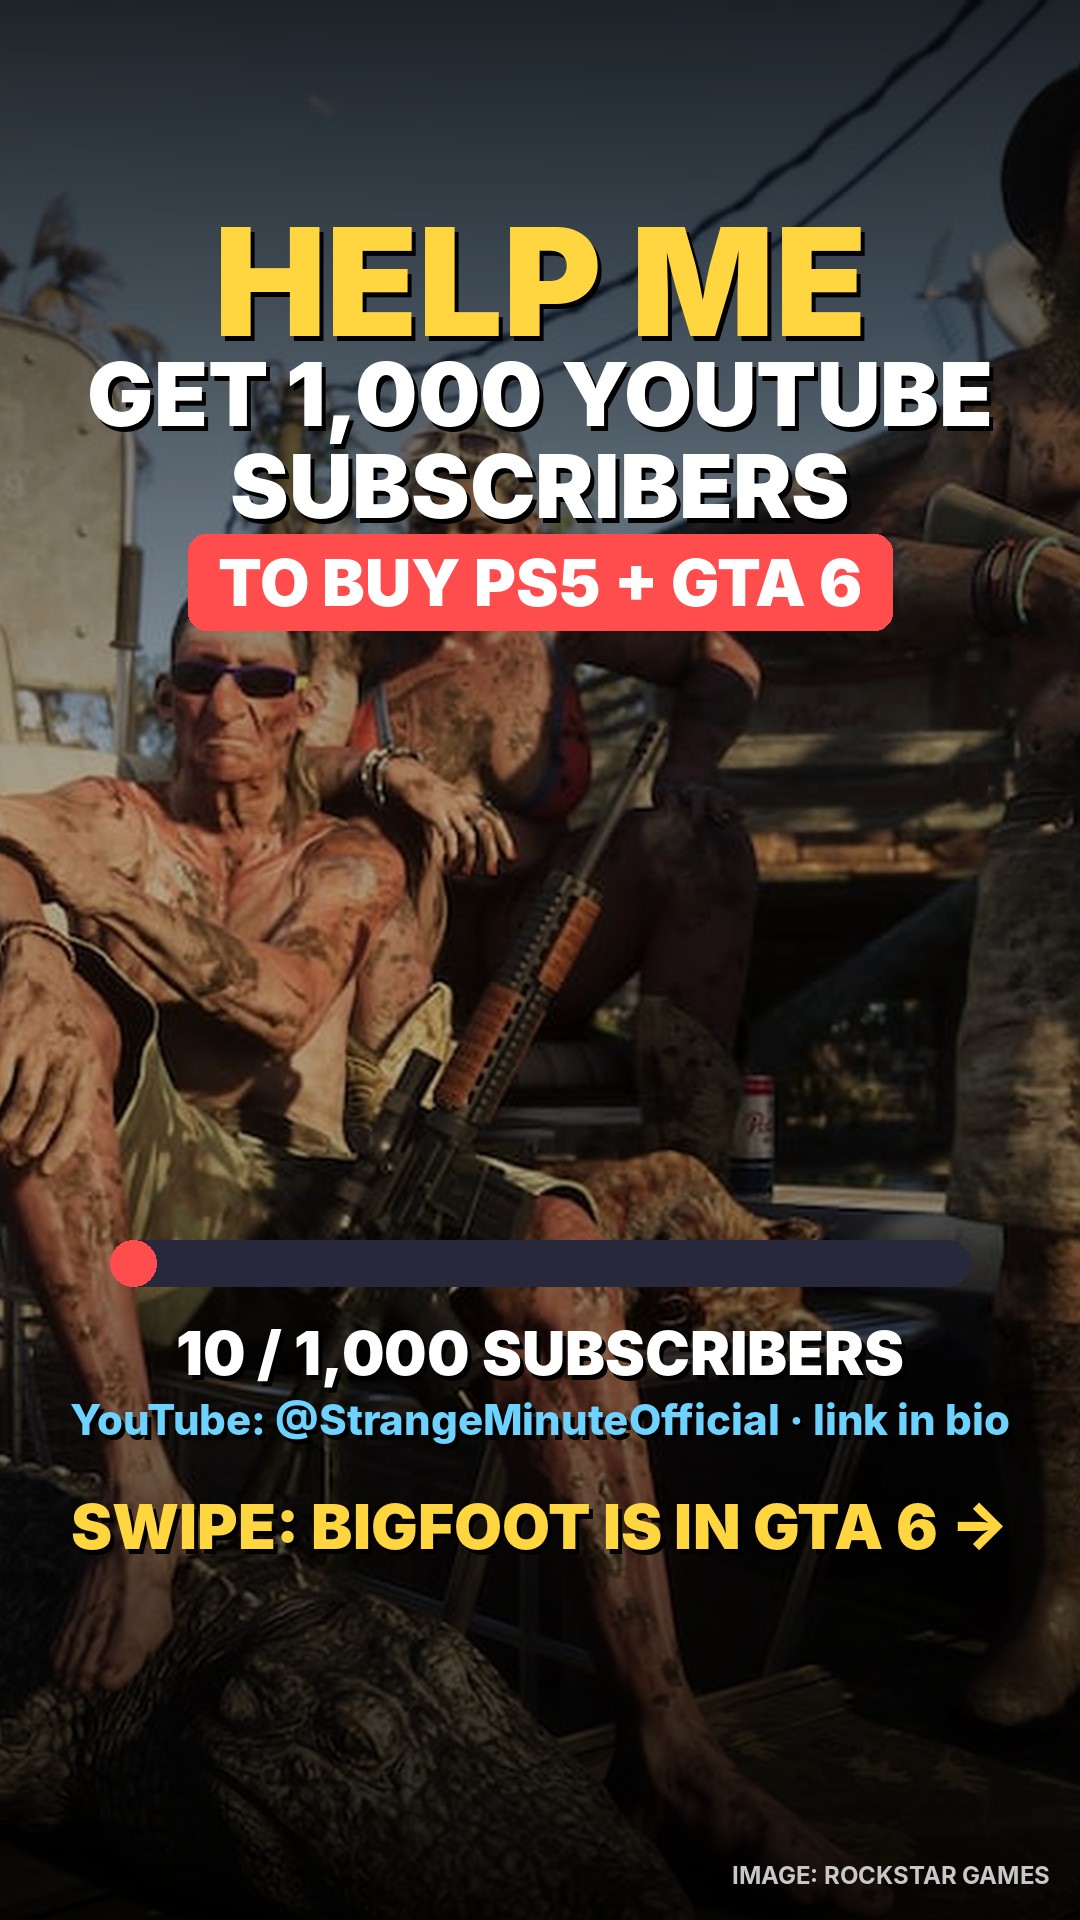 HELP ME
GET 1,000 YOUTUBE
SUBSCRIBERS
TO BUY PS5 + GTA 6
10 / 1,000 SUBSCRIBERS
YouTube: @StrangeMinuteOfficial · link in bio
SWIPE: BIGFOOT IS IN GTA 6 →
IMAGE: ROCKSTAR GAMES